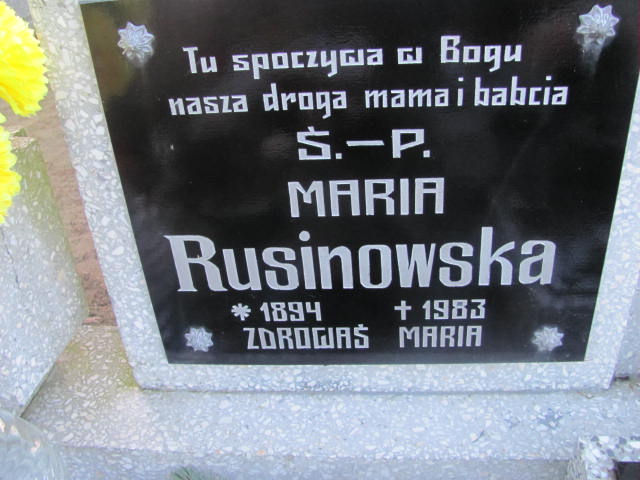 Tu spoczywa w Bogu
nasza droga mama i babcia
Ś.-P.
MARIA
Rusinowska
* 1894 + 1983
ZDROWAŚ MARIA